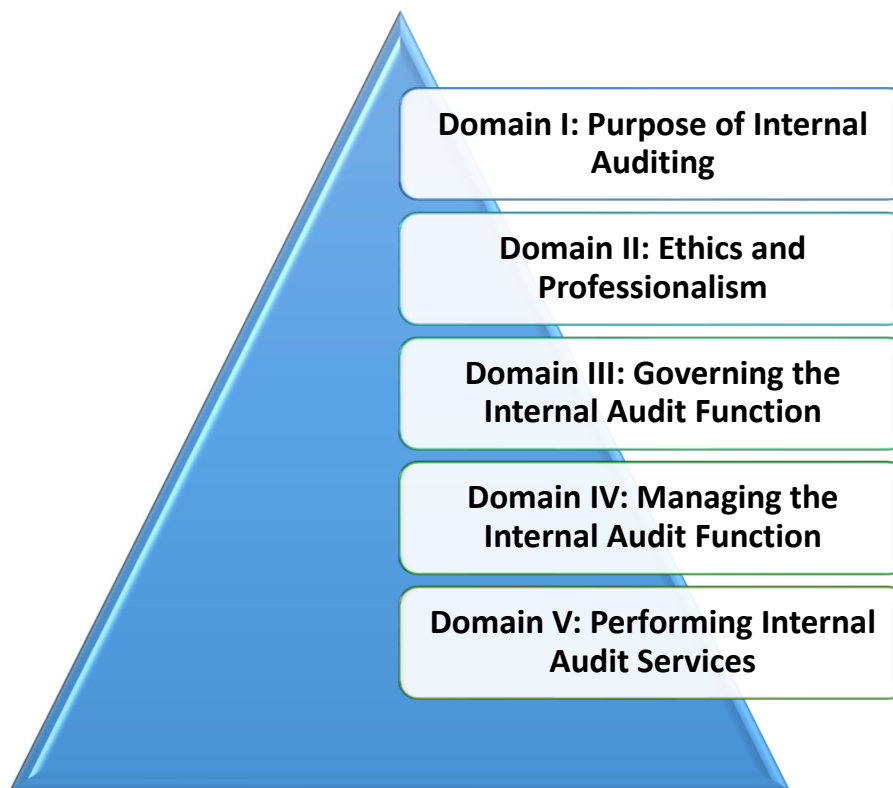 Domain I: Purpose of Internal
Auditing
Domain II: Ethics and
Professionalism
Domain III: Governing the
Internal Audit Function
Domain IV: Managing the
Internal Audit Function
Domain V: Performing Internal
Audit Services